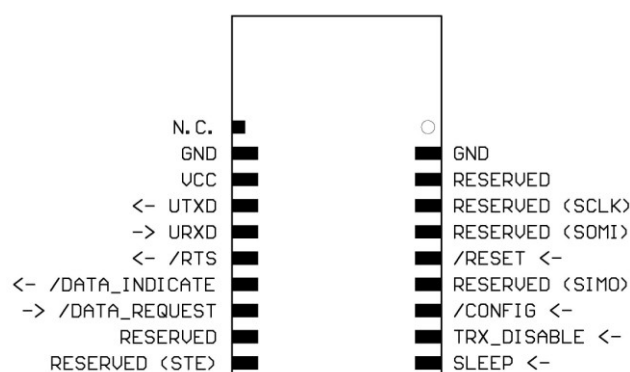 N.C.
GND GND
VCC RESERVED
<- UTXD RESERVED (SCLK)
-> URXD RESERVED (SOMI)
<- /RTS /RESET <-
<- /DATA_INDICATE RESERVED (SIMO)
-> /DATA_REQUEST /CONFIG <-
RESERVED TRX_DISABLE <-
RESERVED (STE) SLEEP <-